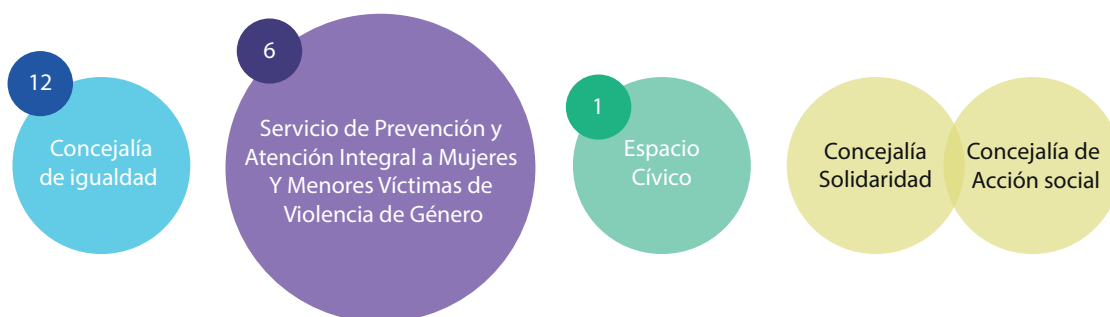 12
Concejalía
de igualdad
6
Servicio de Prevención y
Atención Integral a Mujeres
Y Menores Víctimas de
Violencia de Género
1
Espacio
Cívico
Concejalía
Solidaridad
Concejalía de
Acción social